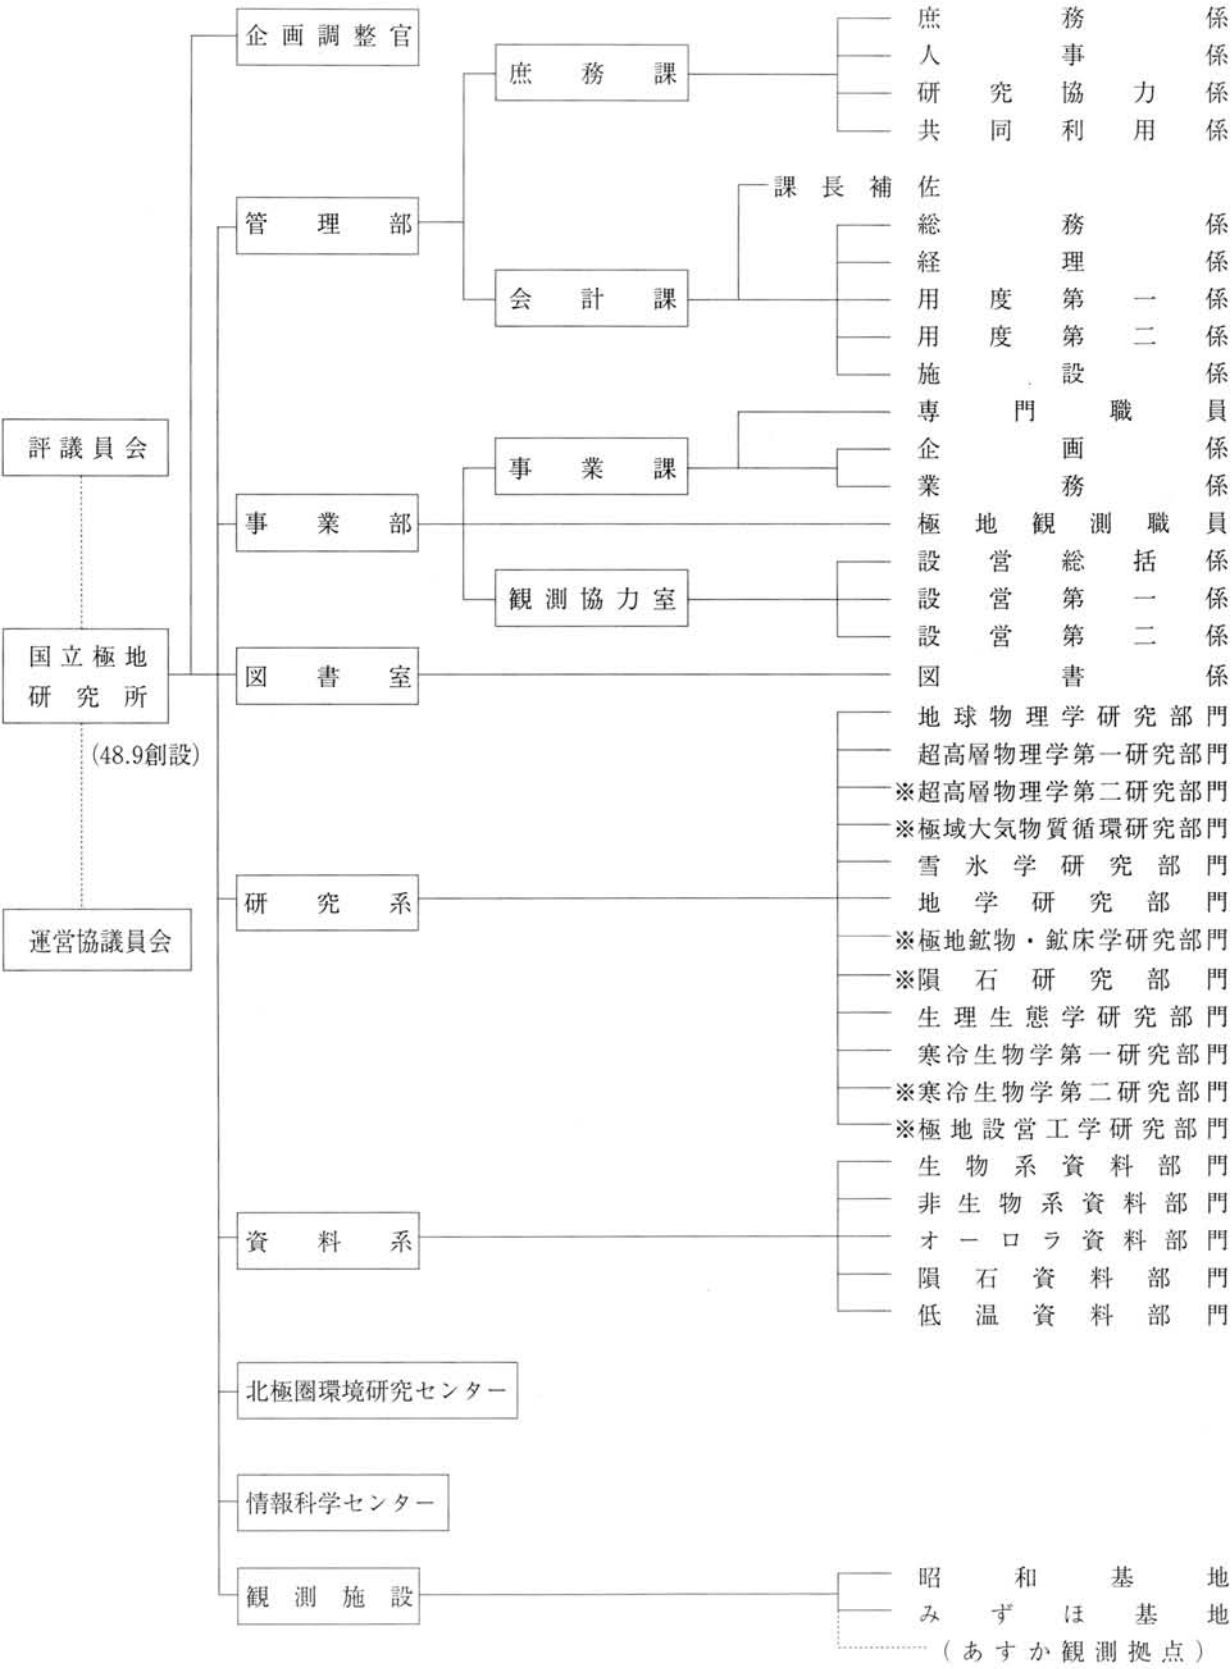 企画調整官
庶務課
庶務係
人事係
研究協力係
共同利用係
管理部
課長補佐
会計課
総務係
経理係
用度第一係
用度第二係
施設係
評議員会
事業部
事業課
専門職員
企画係
業務係
極地観測職員
観測協力室
設営総括係
設営第一係
設営第二係
国立極地
研究所
(48.9創設)
図書室
図書係
運営協議員会
研究系
地球物理学研究部門
超高層物理学第一研究部門
※超高層物理学第二研究部門
※極域大気物質循環研究部門
雪氷学研究部門
地学研究部門
※極地鉱物・鉱床学研究部門
※隕石研究部門
生理生態学研究部門
寒冷生物学第一研究部門
※寒冷生物学第二研究部門
※極地設営工学研究部門
資料系
生物系資料部門
非生物系資料部門
オーロラ資料部門
隕石資料部門
低温資料部門
北極圏環境研究センター
情報科学センター
観測施設
昭和基地
みずほ基地
(あすか観測拠点)